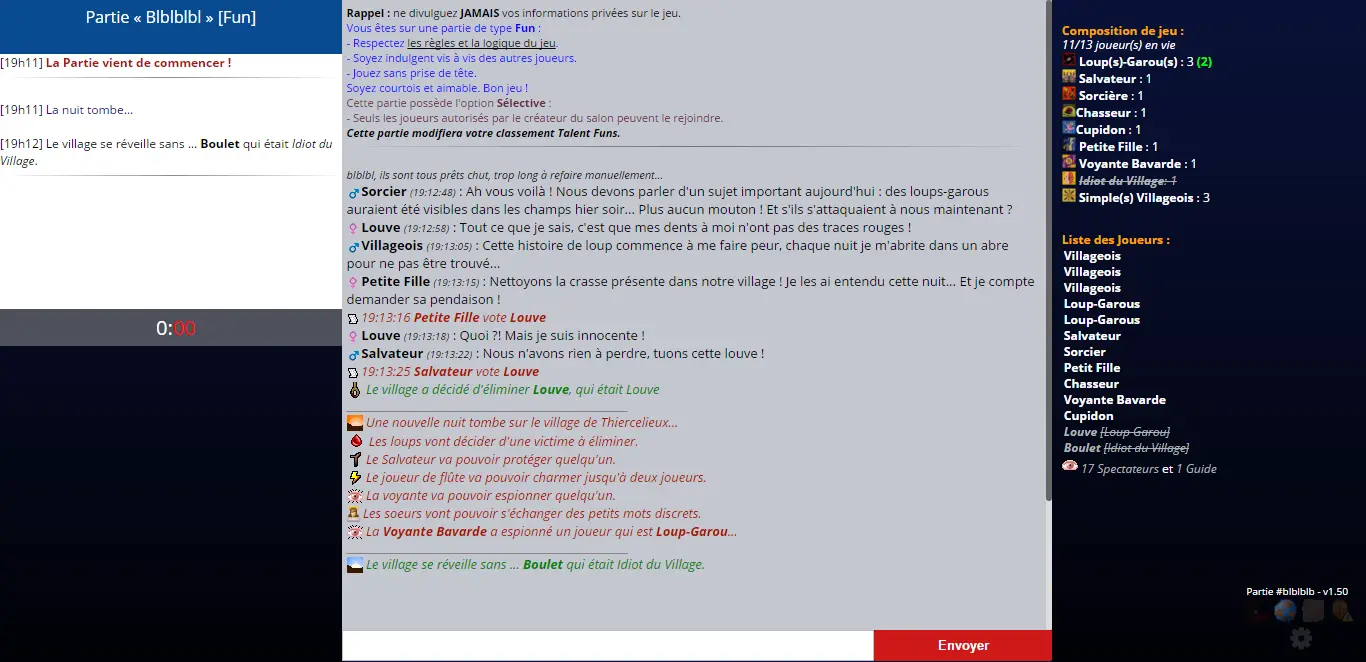 Partie « Blblblbl » [Fun]
[19h11] La Partie vient de commencer !
[19h11] La nuit tombe...
[19h12] Le village se réveille sans ... Boulet qui était Idiot du
Village.
0:00
Rappel : ne divulguez JAMAIS vos informations privées sur le jeu.
Vous êtes sur une partie de type Fun :
- Respectez les règles et la logique du jeu.
- Soyez indulgent vis à vis des autres joueurs.
- Jouez sans prise de tête.
Soyez courtois et aimable. Bon jeu !
Cette partie possède l'option Sélective :
- Seuls les joueurs autorisés par le créateur du salon peuvent le rejoindre.
Cette partie modifiera votre classement Talent Funs.
blblbl, ils sont tous prêts chut, trop long à refaire manuellement...
Sorcier (19:12:48) : Ah vous voilà ! Nous devons parler d'un sujet important aujourd'hui : des loups-garous
auraient été visibles dans les champs hier soir... Plus aucun mouton ! Et s'ils s'attaquaient à nous maintenant ?
Louve (19:12:58) : Tout ce que je sais, c'est que mes dents à moi n'ont pas des traces rouges !
Villageois (19:13:05) : Cette histoire de loup commence à me faire peur, chaque nuit je m'abrite dans un abre
pour ne pas être trouvé...
Petite Fille (19:13:15) : Nettoyons la crasse présente dans notre village ! Je les ai entendu cette nuit... Et je compte
demander sa pendaison !
19:13:16 Petite Fille vote Louve
Louve (19:13:18) : Quoi ?! Mais je suis innocente !
Salvateur (19:13:22) : Nous n'avons rien à perdre, tuons cette louve !
19:13:25 Salvateur vote Louve
Le village a décidé d'éliminer Louve, qui était Louve
Une nouvelle nuit tombe sur le village de Thiercelieux...
Les loups vont décider d'une victime à éliminer.
Le Salvateur va pouvoir protéger quelqu'un.
Le joueur de flûte va pouvoir charmer jusqu'à deux joueurs.
La voyante va pouvoir espionner quelqu'un.
Les soeurs vont pouvoir s'échanger des petits mots discrets.
La Voyante Bavarde a espionné un joueur qui est Loup-Garou...
Le village se réveille sans ... Boulet qui était Idiot du Village.
Envoyer
Composition de jeu :
11/13 joueur(s) en vie
Loup(s)-Garou(s) : 3 (2)
Salvateur : 1
Sorcière : 1
Chasseur : 1
Cupidon : 1
Petite Fille : 1
Voyante Bavarde : 1
Idiot du Village: 1
Simple(s) Villageois : 3
Liste des Joueurs :
Villageois
Villageois
Villageois
Loup-Garous
Loup-Garous
Salvateur
Sorcier
Petit Fille
Chasseur
Voyante Bavarde
Cupidon
Louve [Loup Garou]
Boulet [Idiot du Village]
17 Spectateurs et 1 Guide
Partie #blblblb - v1.50